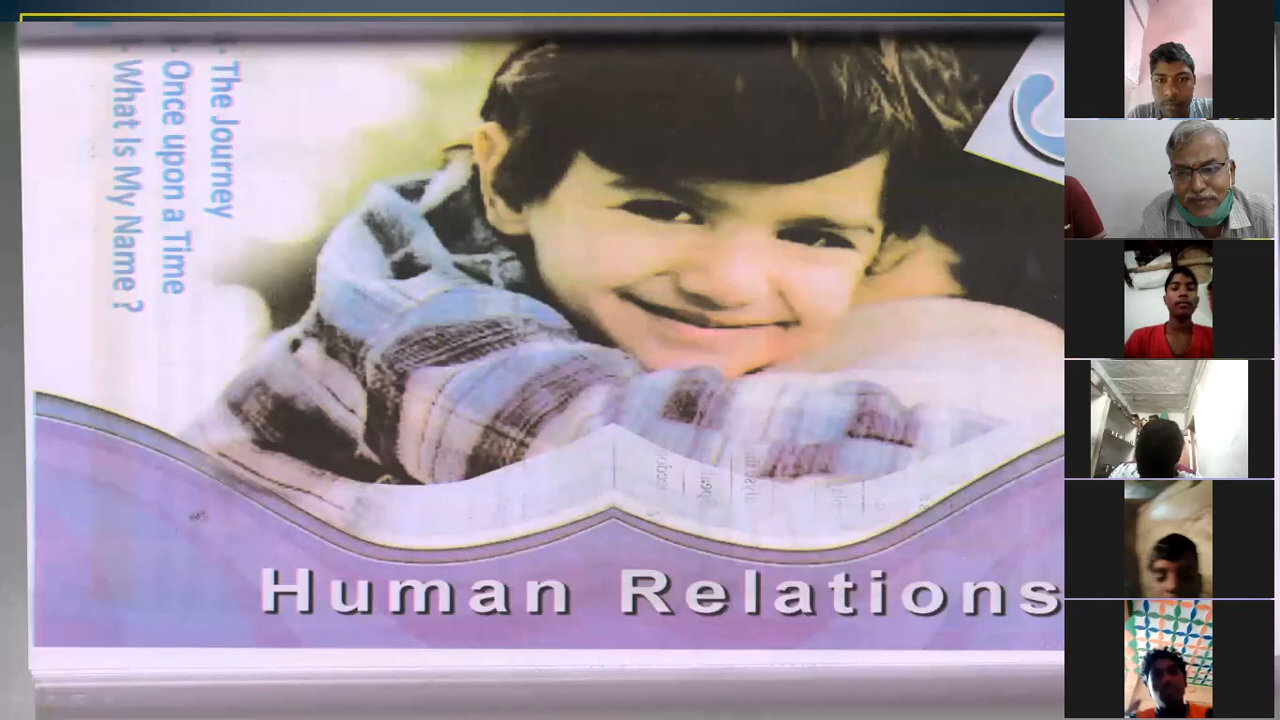 The Journey
Once upon a Time
What Is My Name ?
Human Relations